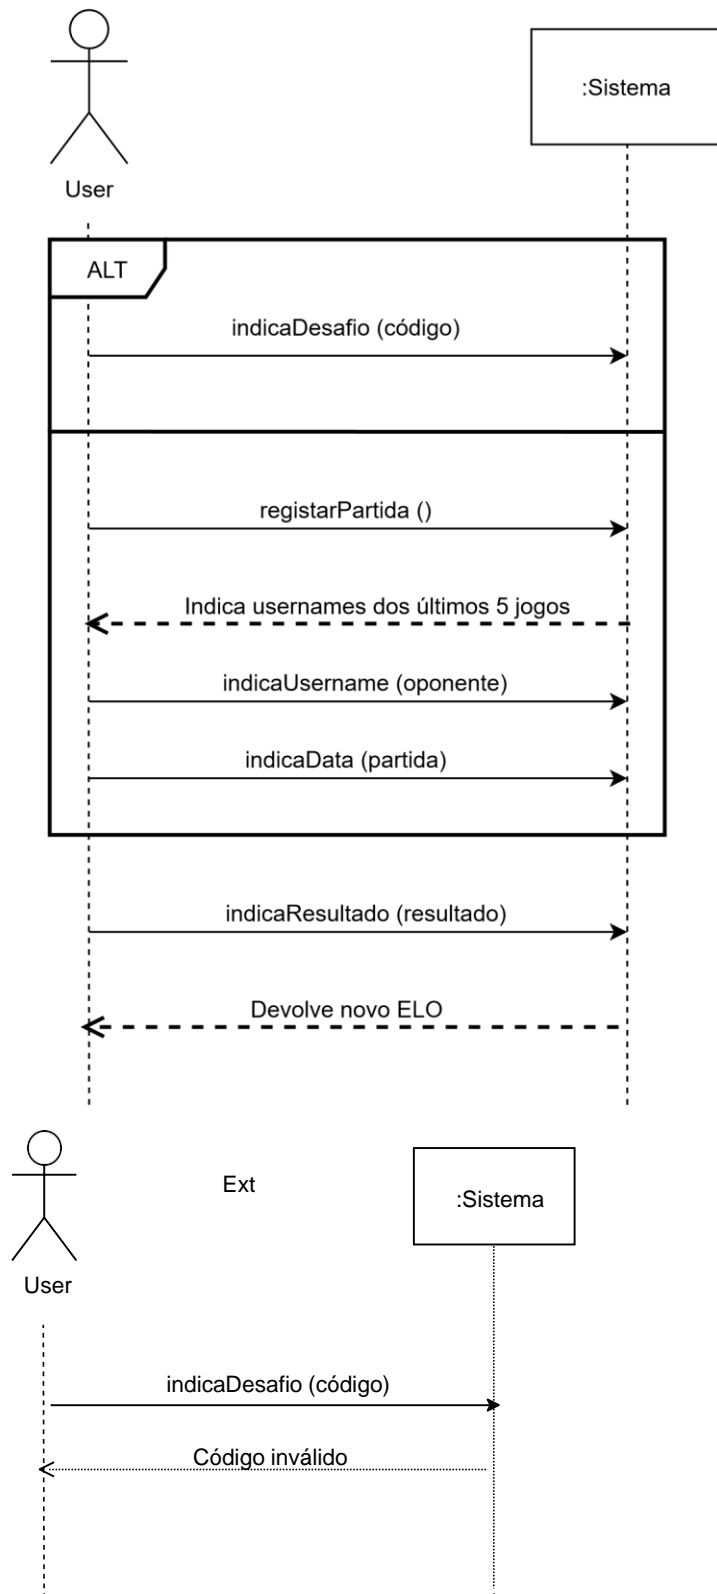 :Sistema
User
ALT
indicaDesafio (código)
registarPartida ()
Indica usernames dos últimos 5 jogos
indicaUsername (oponente)
indicaData (partida)
indicaResultado (resultado)
Devolve novo ELO
Ext
:Sistema
User
indicaDesafio (código)
Código inválido